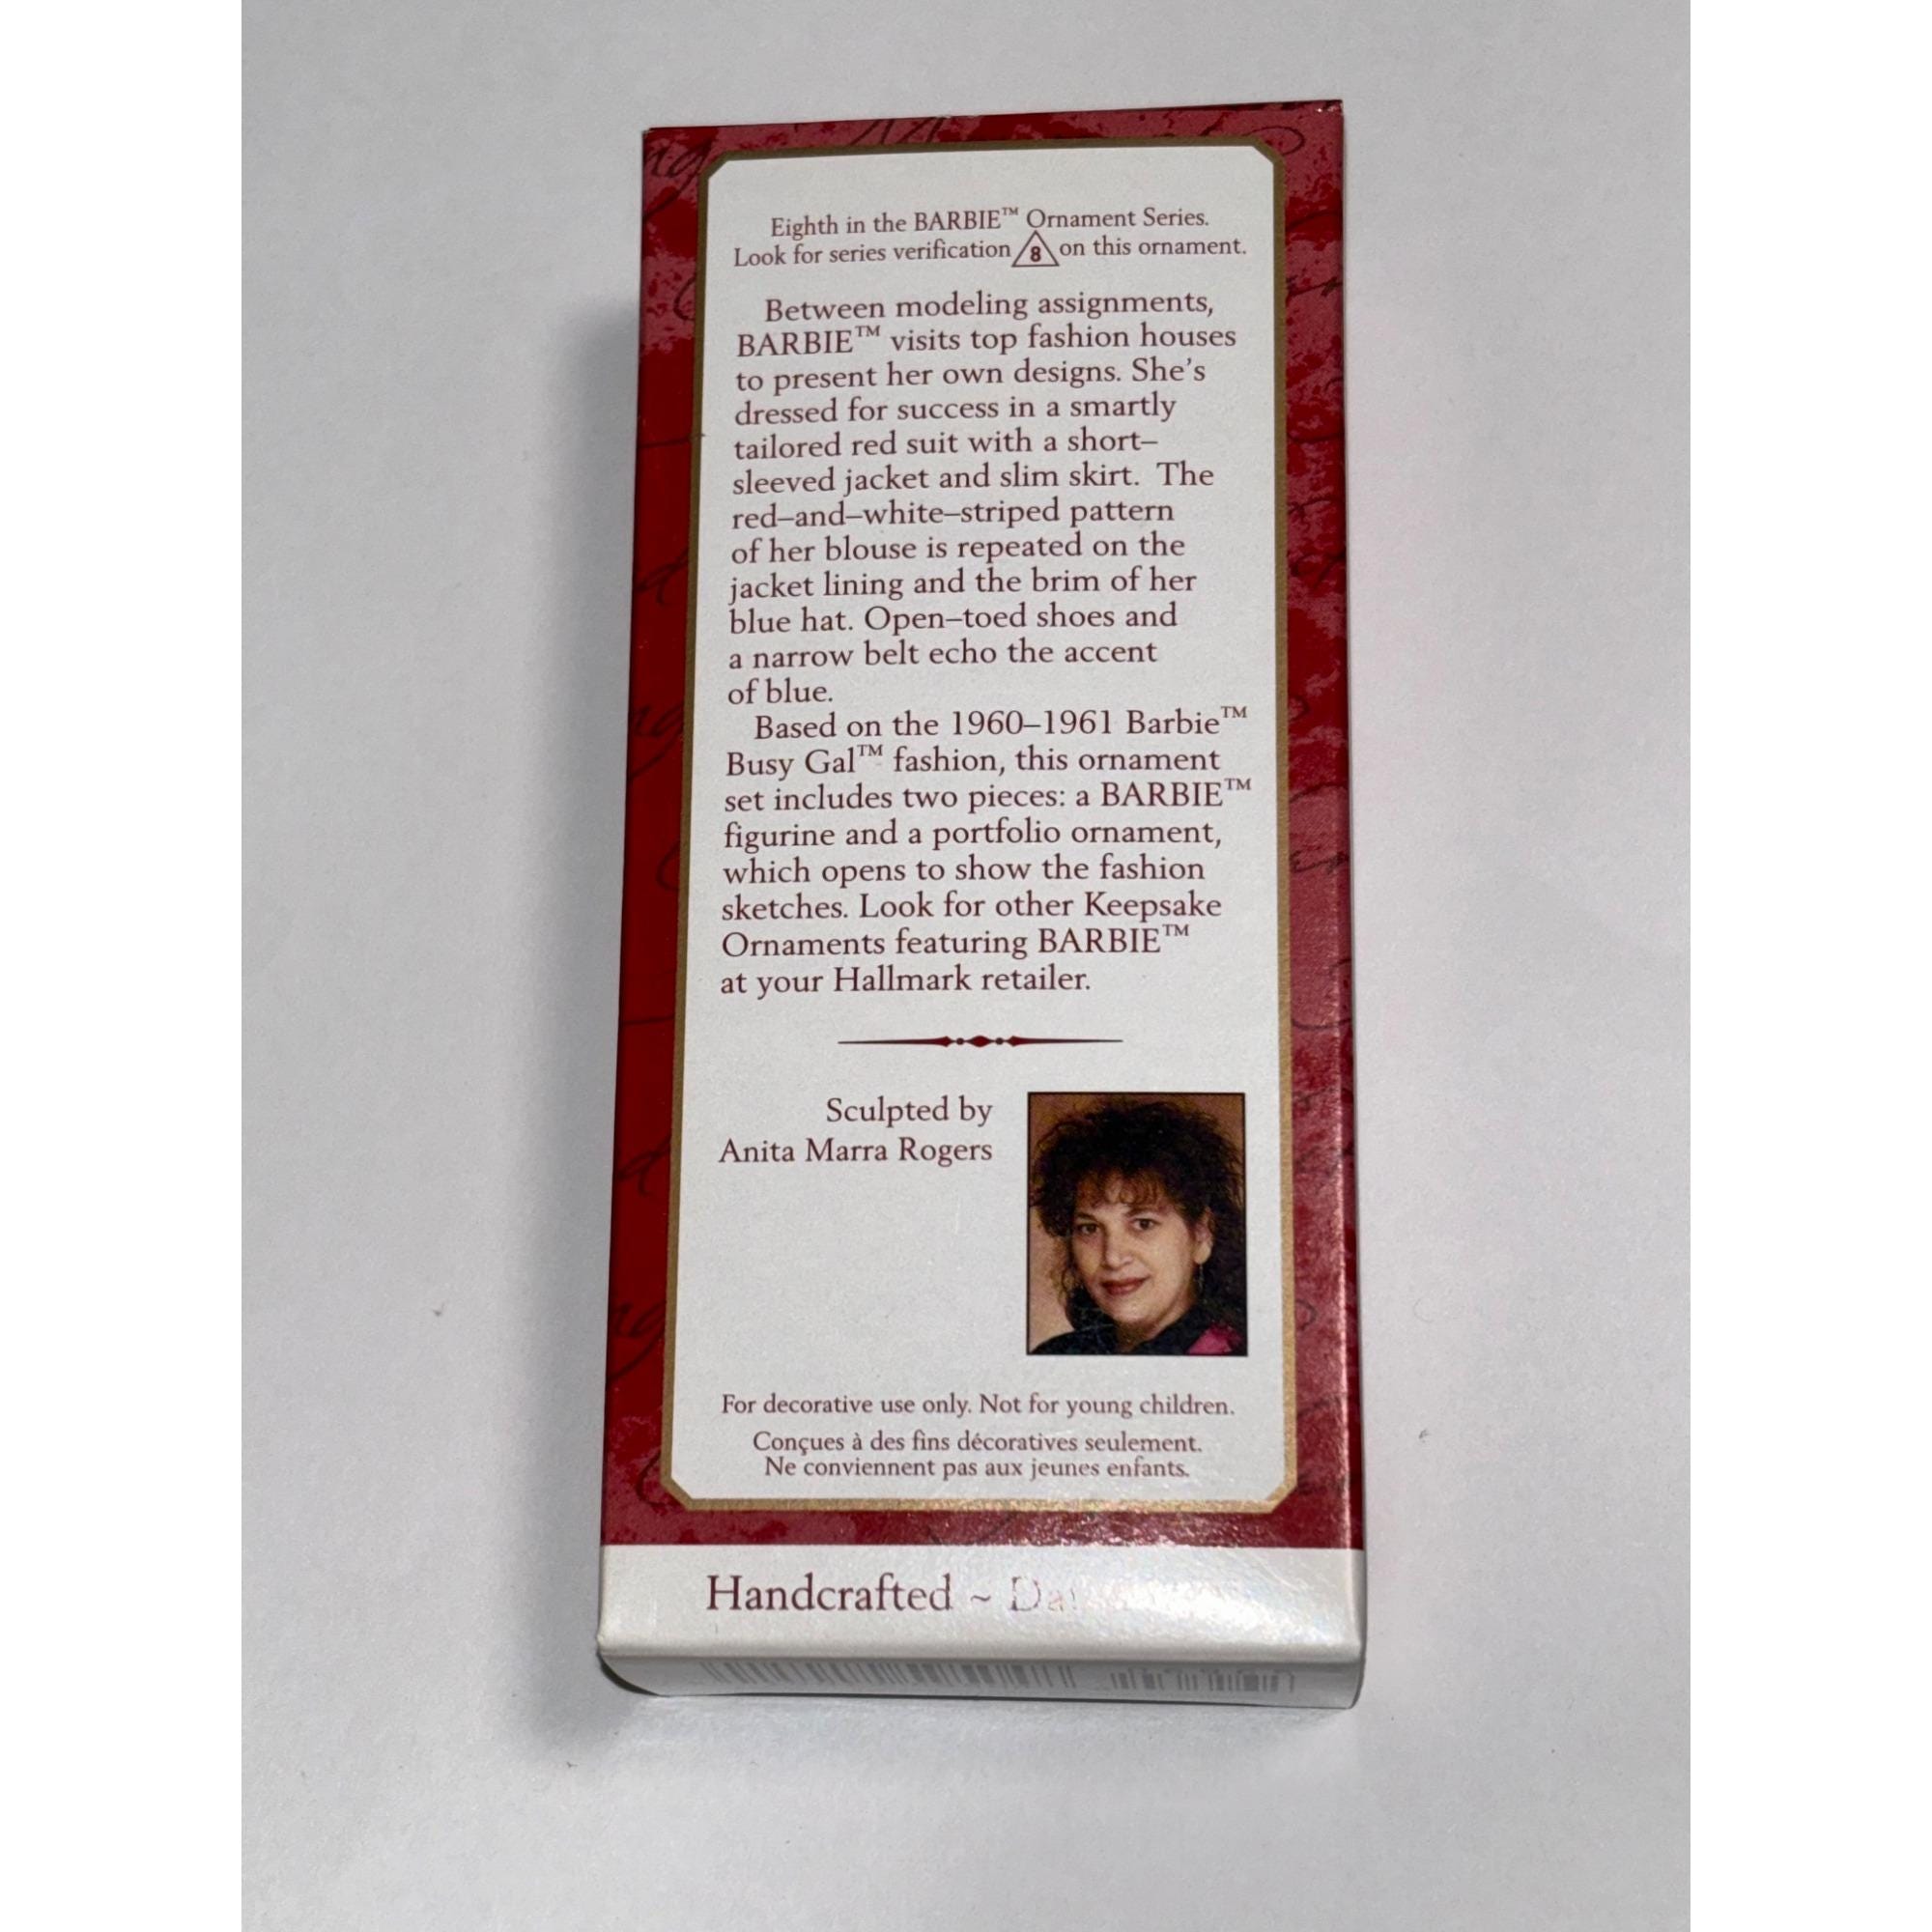 Eighth in the BARBIE™ Ornament Series.
Look for series verification 8 on this ornament.
Between modeling assignments,
BARBIE™ visits top fashion houses
to present her own designs. She's
dressed for success in a smartly
tailored red suit with a short–
sleeved jacket and slim skirt. The
red–and–white–striped pattern
of her blouse is repeated on the
jacket lining and the brim of her
blue hat. Open–toed shoes and
a narrow belt echo the accent
of blue.
Based on the 1960–1961 Barbie™
Busy Gal™ fashion, this ornament
set includes two pieces: a BARBIE™
figurine and a portfolio ornament,
which opens to show the fashion
sketches. Look for other Keepsake
Ornaments featuring BARBIE™
at your Hallmark retailer.
Sculpted by
Anita Marra Rogers
For decorative use only. Not for young children.
Conçues à des fins décoratives seulement.
Ne conviennent pas aux jeunes enfants.
Handcrafted ~